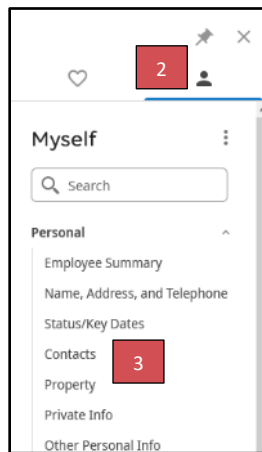 2
Myself
Search
Personal
Employee Summary
Name, Address, and Telephone
Status/Key Dates
Contacts
3
Property
Private Info
Other Personal Info